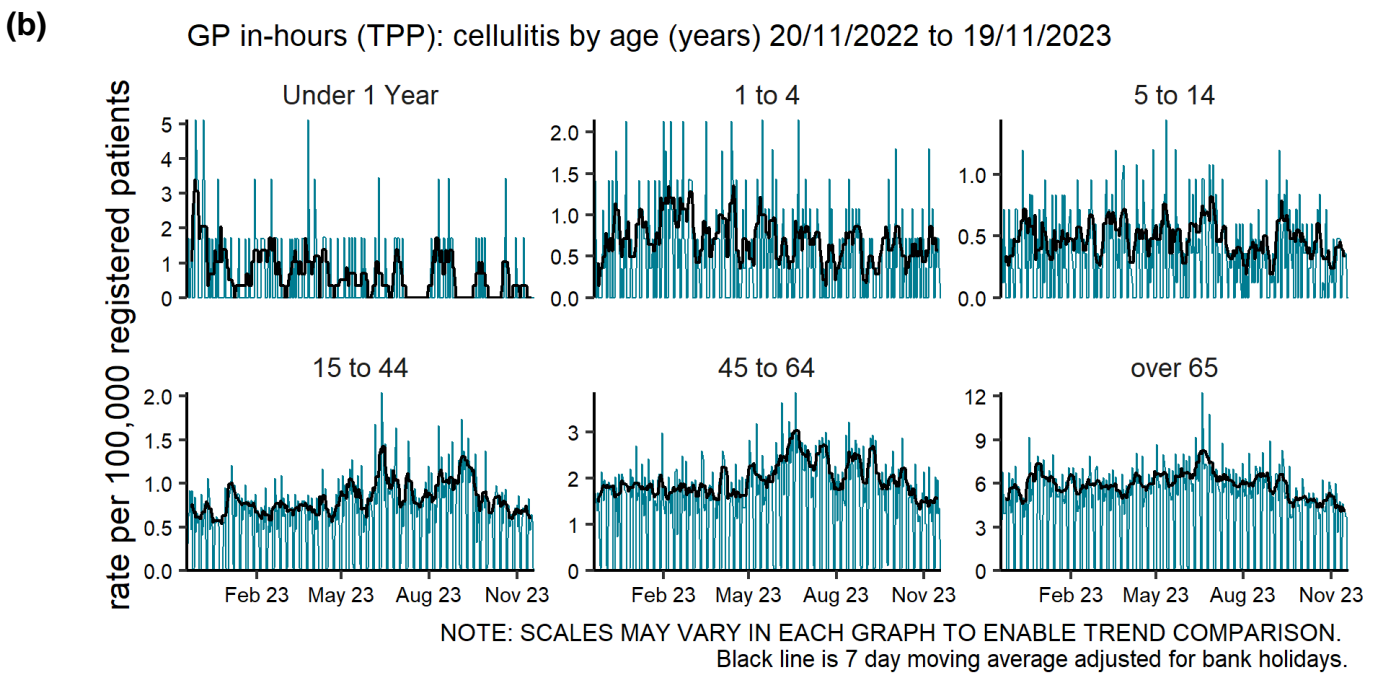 (b)
GP in-hours (TPP): cellulitis by age (years) 20/11/2022 to 19/11/2023
rate per 100,000 registered patients
Under 1 Year
5
4
3
2
1
0
1 to 4
2.0
1.5
1.0
0.5
0.0
5 to 14
1.0
0.5
0.0
15 to 44
2.0
1.5
1.0
0.5
0.0
Feb 23 May 23 Aug 23 Nov 23
45 to 64
3
2
1
0
Feb 23 May 23 Aug 23 Nov 23
over 65
12
9
6
3
0
Feb 23 May 23 Aug 23 Nov 23
NOTE: SCALES MAY VARY IN EACH GRAPH TO ENABLE TREND COMPARISON.
Black line is 7 day moving average adjusted for bank holidays.